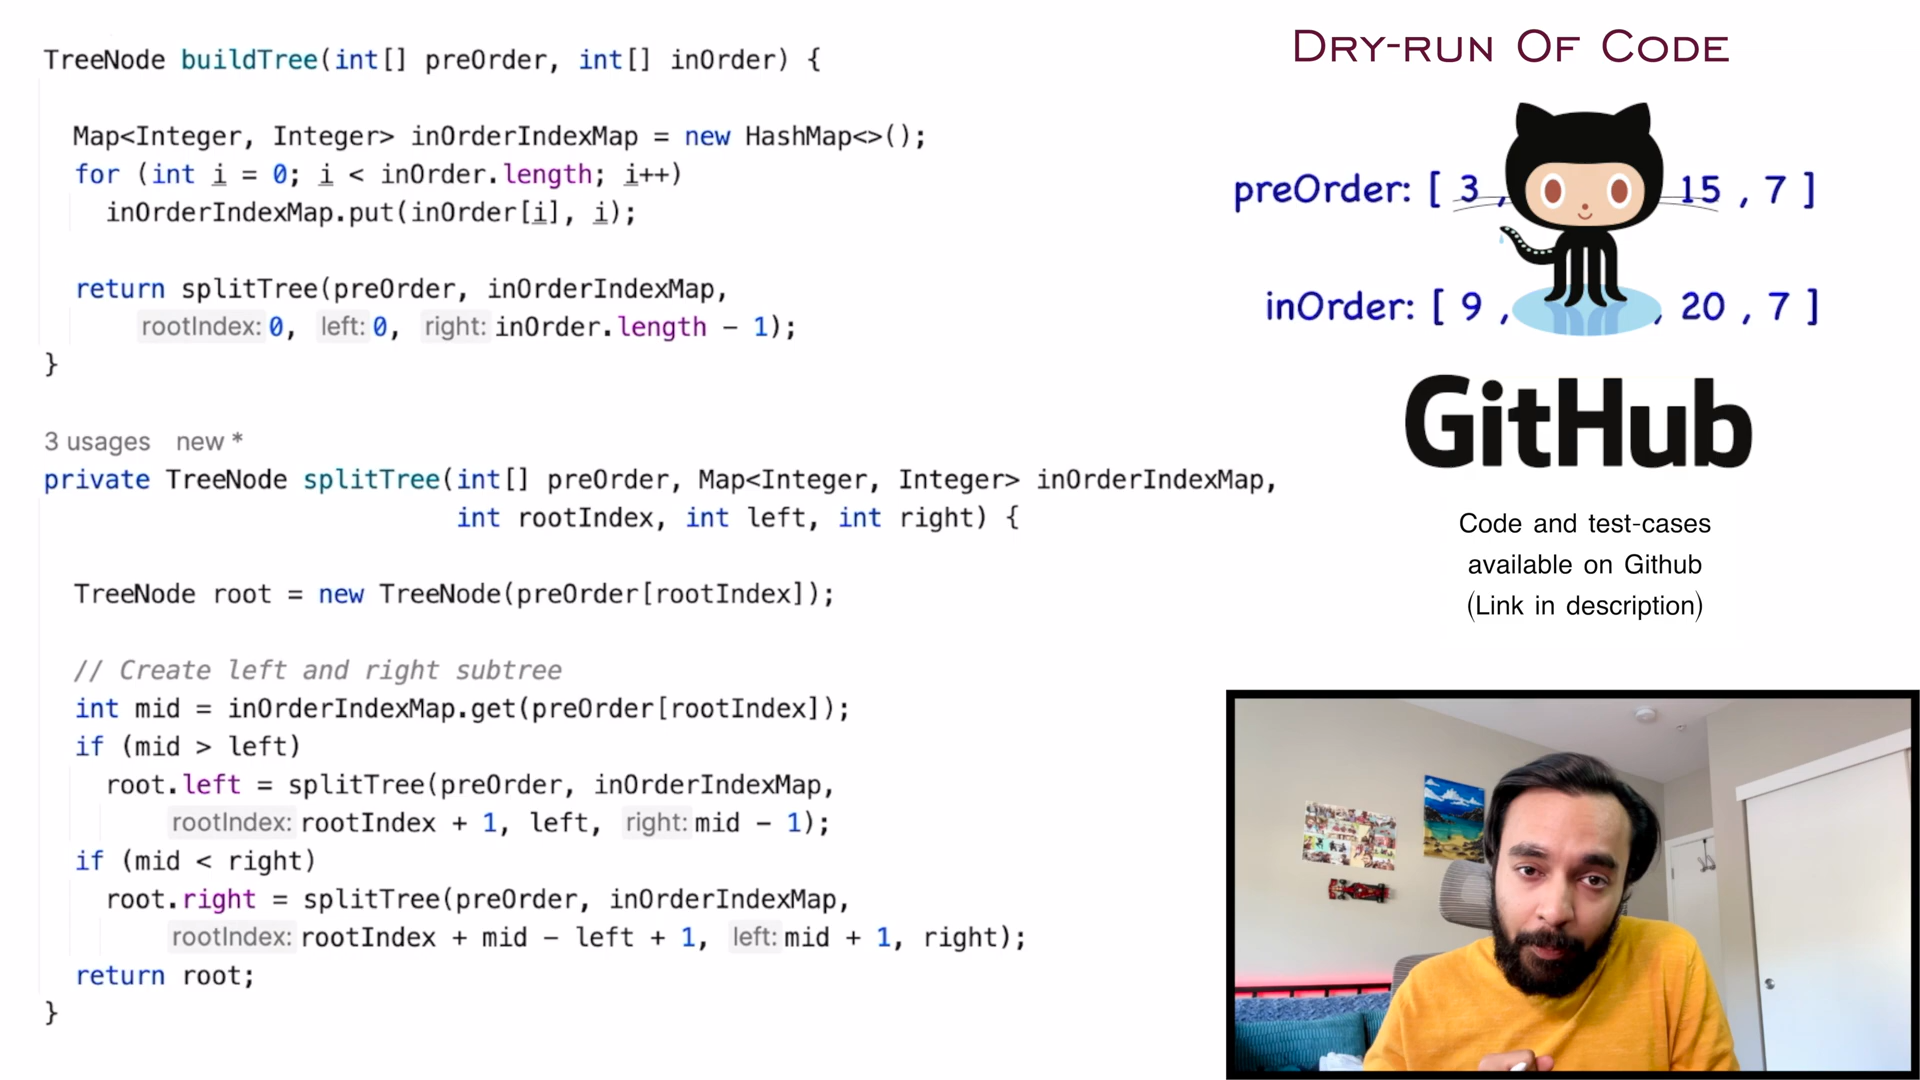 TreeNode buildTree(int[] preOrder, int[] inOrder) {
Map<Integer, Integer> inOrderIndexMap = new HashMap<>();
for (int i = 0; i < inOrder.length; i++)
inOrderIndexMap.put(inOrder[i], i);
return splitTree(preOrder, inOrderIndexMap,
rootIndex: 0, left: 0, right: inOrder.length - 1);
}
3 usages new *
private TreeNode splitTree(int[] preOrder, Map<Integer, Integer> inOrderIndexMap,
int rootIndex, int left, int right) {
TreeNode root = new TreeNode(preOrder[rootIndex]);
// Create left and right subtree
int mid = inOrderIndexMap.get(preOrder[rootIndex]);
if (mid > left)
root.left = splitTree(preOrder, inOrderIndexMap,
rootIndex: rootIndex + 1, left, right: mid - 1);
if (mid < right)
root.right = splitTree(preOrder, inOrderIndexMap,
rootIndex: rootIndex + mid - left + 1, left: mid + 1, right);
return root;
}
Dry-run Of Code
preOrder: [ 3 , 15 , 7 ]
inOrder: [ 9 , , 20 , 7 ]
GitHub
Code and test-cases
available on Github
(Link in description)